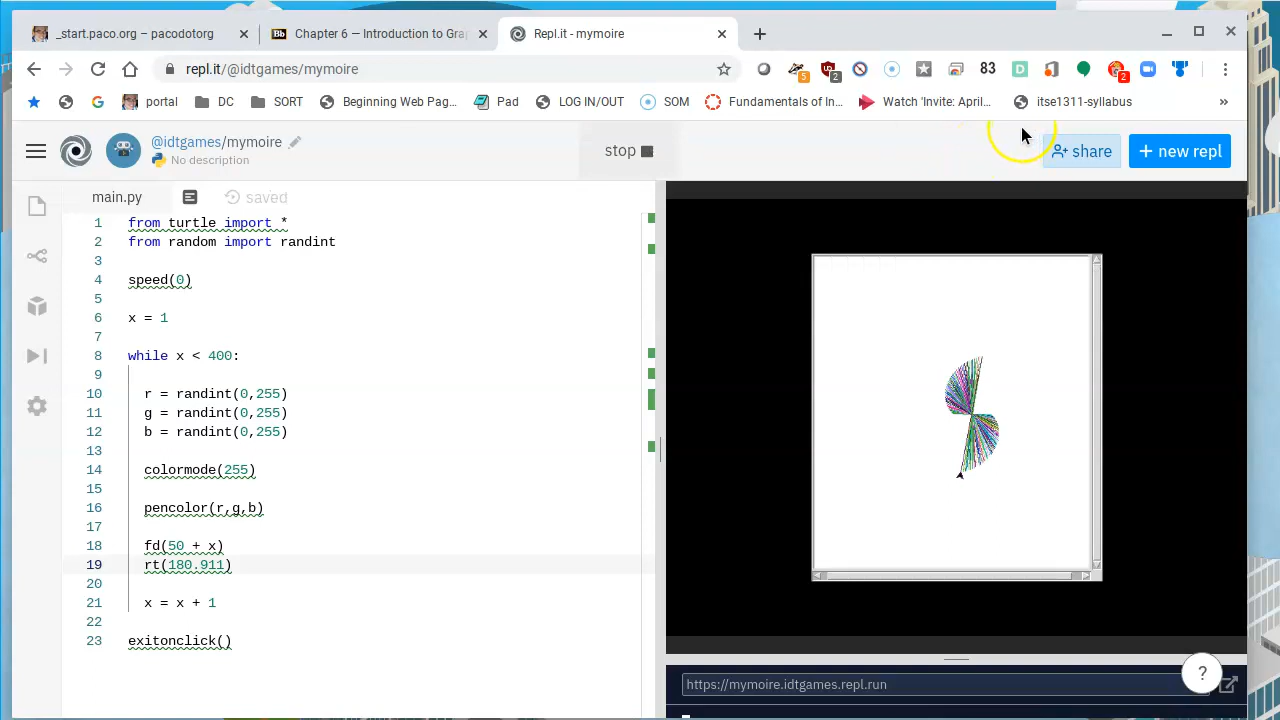 _start.paco.org – pacodotorg
Chapter 6 — Introduction to Gra
Repl.it - mymoire
repl.it/@idtgames/mymoire
5
2
83
2
portal
DC
SORT
Beginning Web Pag...
Pad
LOG IN/OUT
SOM
Fundamentals of In...
Watch 'Invite: April...
itse1311-syllabus
»
@idtgames/mymoire
No description
stop
share
+ new repl
main.py
saved
1 from turtle import *
2 from random import randint
3
4 speed(0)
5
6 x = 1
7
8 while x < 400:
9
10 r = randint(0,255)
11 g = randint(0,255)
12 b = randint(0,255)
13
14 colormode(255)
15
16 pencolor(r,g,b)
17
18 fd(50 + x)
19 rt(180.911)
20
21 x = x + 1
22
23 exitonclick()
https://mymoire.idtgames.repl.run
?